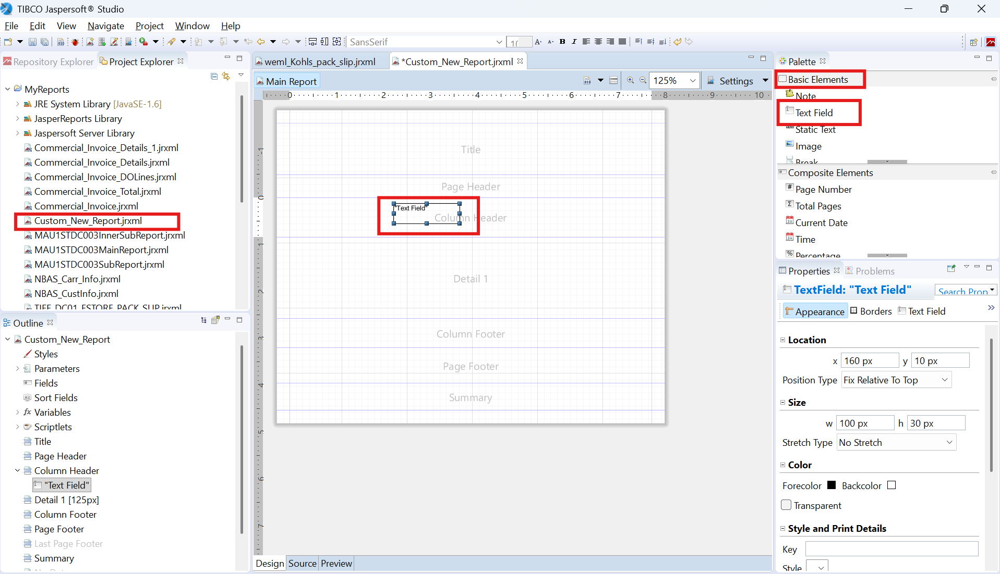 TIBCO Jaspersoft® Studio
File Edit View Navigate Project Window Help
SansSerif
Repository Explorer
Project Explorer
MyReports
JRE System Library [JavaSE-1.6]
JasperReports Library
Jaspersoft Server Library
Commercial_Invoice_Details_1.jrxml
Commercial_Invoice_Details.jrxml
Commercial_Invoice_DOLines.jrxml
Commercial_Invoice_Total.jrxml
Commercial_Invoice.jrxml
Custom_New_Report.jrxml
MAU1STDC003InnerSubReport.jrxml
MAU1STDC003MainReport.jrxml
MAU1STDC003SubReport.jrxml
NBAS_Carr_Info.jrxml
NBAS_CustInfo.jrxml
TIFF_DC01_ESTORE_PACK_SLIP.jrxml
Outline
Custom_New_Report
Styles
Parameters
Fields
Sort Fields
fx Variables
Scriptlets
Title
Page Header
Column Header
"Text Field"
Detail 1 [125px]
Column Footer
Page Footer
Last Page Footer
Summary
weml_Kohls_pack_slip.jrxml
*Custom_New_Report.jrxml
Main Report
125%
Settings
0 1 2 3 4 5 6 7 8 9 10
Title
Page Header
"Text Field"
Column Header
Detail 1
Column Footer
Page Footer
Summary
Design Source Preview
Palette
Basic Elements
Note
Text Field
Static Text
Image
Break
Composite Elements
Page Number
Total Pages
Current Date
Time
Percentage
Properties
Problems
TextField: "Text Field"
Search Prop
Appearance Borders Text Field
Location
x 160 px y 10 px
Position Type Fix Relative To Top
Size
w 100 px h 30 px
Stretch Type No Stretch
Color
Forecolor Backcolor
Transparent
Style and Print Details
Key
Style